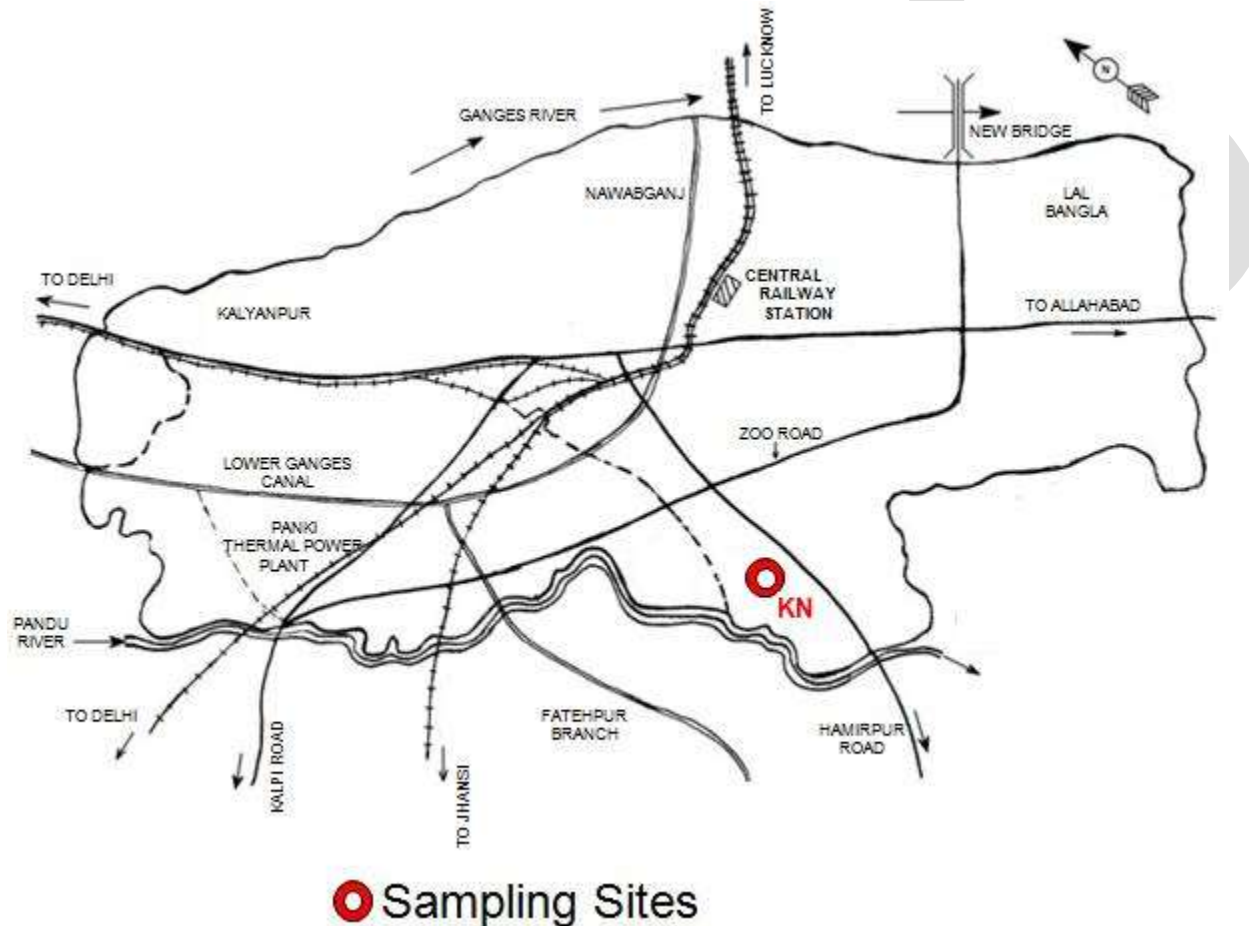 TO LUCKNOW
N
GANGES RIVER
NEW BRIDGE
NAWABGANJ
LAL
BANGLA
TO DELHI
CENTRAL
RAILWAY
STATION
KALYANPUR
TO ALLAHABAD
ZOO ROAD
LOWER GANGES
CANAL
PANKI
THERMAL POWER
PLANT
KN
PANDU
RIVER
TO DELHI
KALPI ROAD
TO JHANSI
FATEHPUR
BRANCH
HAMIRPUR
ROAD
Sampling Sites